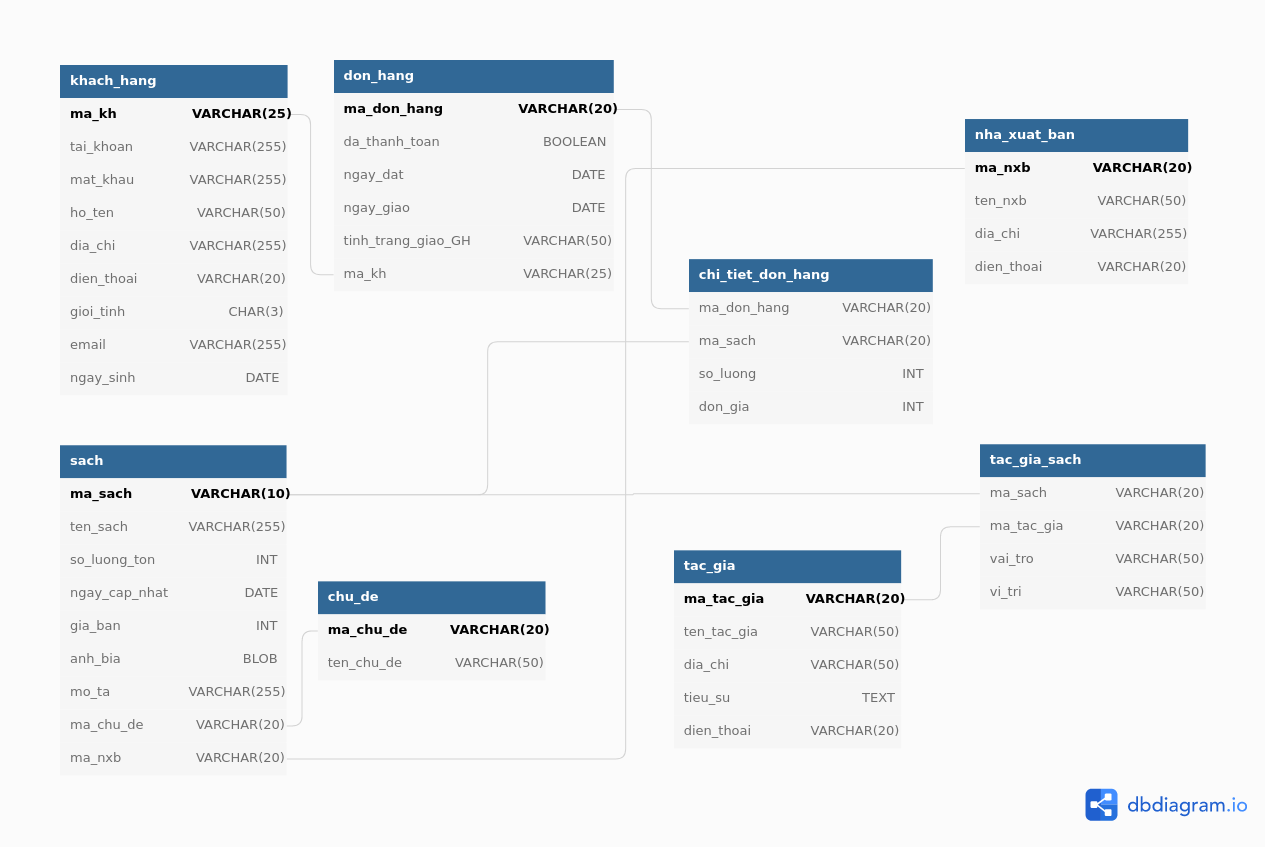 khach_hang
ma_kh VARCHAR(25)
tai_khoan VARCHAR(255)
mat_khau VARCHAR(255)
ho_ten VARCHAR(50)
dia_chi VARCHAR(255)
dien_thoai VARCHAR(20)
gioi_tinh CHAR(3)
email VARCHAR(255)
ngay_sinh DATE
don_hang
ma_don_hang VARCHAR(20)
da_thanh_toan BOOLEAN
ngay_dat DATE
ngay_giao DATE
tinh_trang_giao_GH VARCHAR(50)
ma_kh VARCHAR(25)
nha_xuat_ban
ma_nxb VARCHAR(20)
ten_nxb VARCHAR(50)
dia_chi VARCHAR(255)
dien_thoai VARCHAR(20)
chi_tiet_don_hang
ma_don_hang VARCHAR(20)
ma_sach VARCHAR(20)
so_luong INT
don_gia INT
sach
ma_sach VARCHAR(10)
ten_sach VARCHAR(255)
so_luong_ton INT
ngay_cap_nhat DATE
gia_ban INT
anh_bia BLOB
mo_ta VARCHAR(255)
ma_chu_de VARCHAR(20)
ma_nxb VARCHAR(20)
chu_de
ma_chu_de VARCHAR(20)
ten_chu_de VARCHAR(50)
tac_gia
ma_tac_gia VARCHAR(20)
ten_tac_gia VARCHAR(50)
dia_chi VARCHAR(50)
tieu_su TEXT
dien_thoai VARCHAR(20)
tac_gia_sach
ma_sach VARCHAR(20)
ma_tac_gia VARCHAR(20)
vai_tro VARCHAR(50)
vi_tri VARCHAR(50)
dbdiagram.io